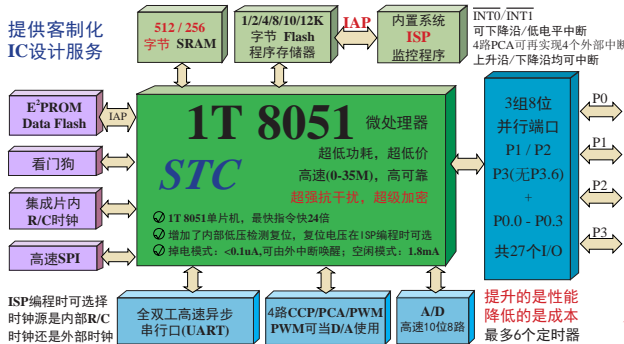 提供客制化
IC设计服务
512 / 256
字节 SRAM
1/2/4/8/10/12K
字节 Flash
程序存储器
IAP
内置系统
ISP
监控程序
INT0/INT1
可下降沿/低电平中断
4路PCA可再实现4个外部中断
上升沿/下降沿均可中断
E²PROM
Data Flash
IAP
看门狗
集成片内
R/C时钟
高速SPI
1T 8051 微处理器
STC
超低功耗，超低价
高速(0-35M)，高可靠
超强抗干扰，超级加密
1T 8051单片机，最快指令快24倍
增加了内部低压检测复位，复位电压在ISP编程时可选
掉电模式：<0.1uA,可由外中断唤醒；空闲模式：1.8mA
3组8位
并行端口
P1 / P2
P3(无P3.6)
+
P0.0 - P0.3
共27个I/O
P0
P1
P2
P3
ISP编程时可选择
时钟源是内部R/C
时钟还是外部时钟
全双工高速异步
串行口(UART)
4路CCP/PCA/PWM
PWM可当D/A使用
A/D
高速10位8路
提升的是性能
降低的是成本
最多6个定时器